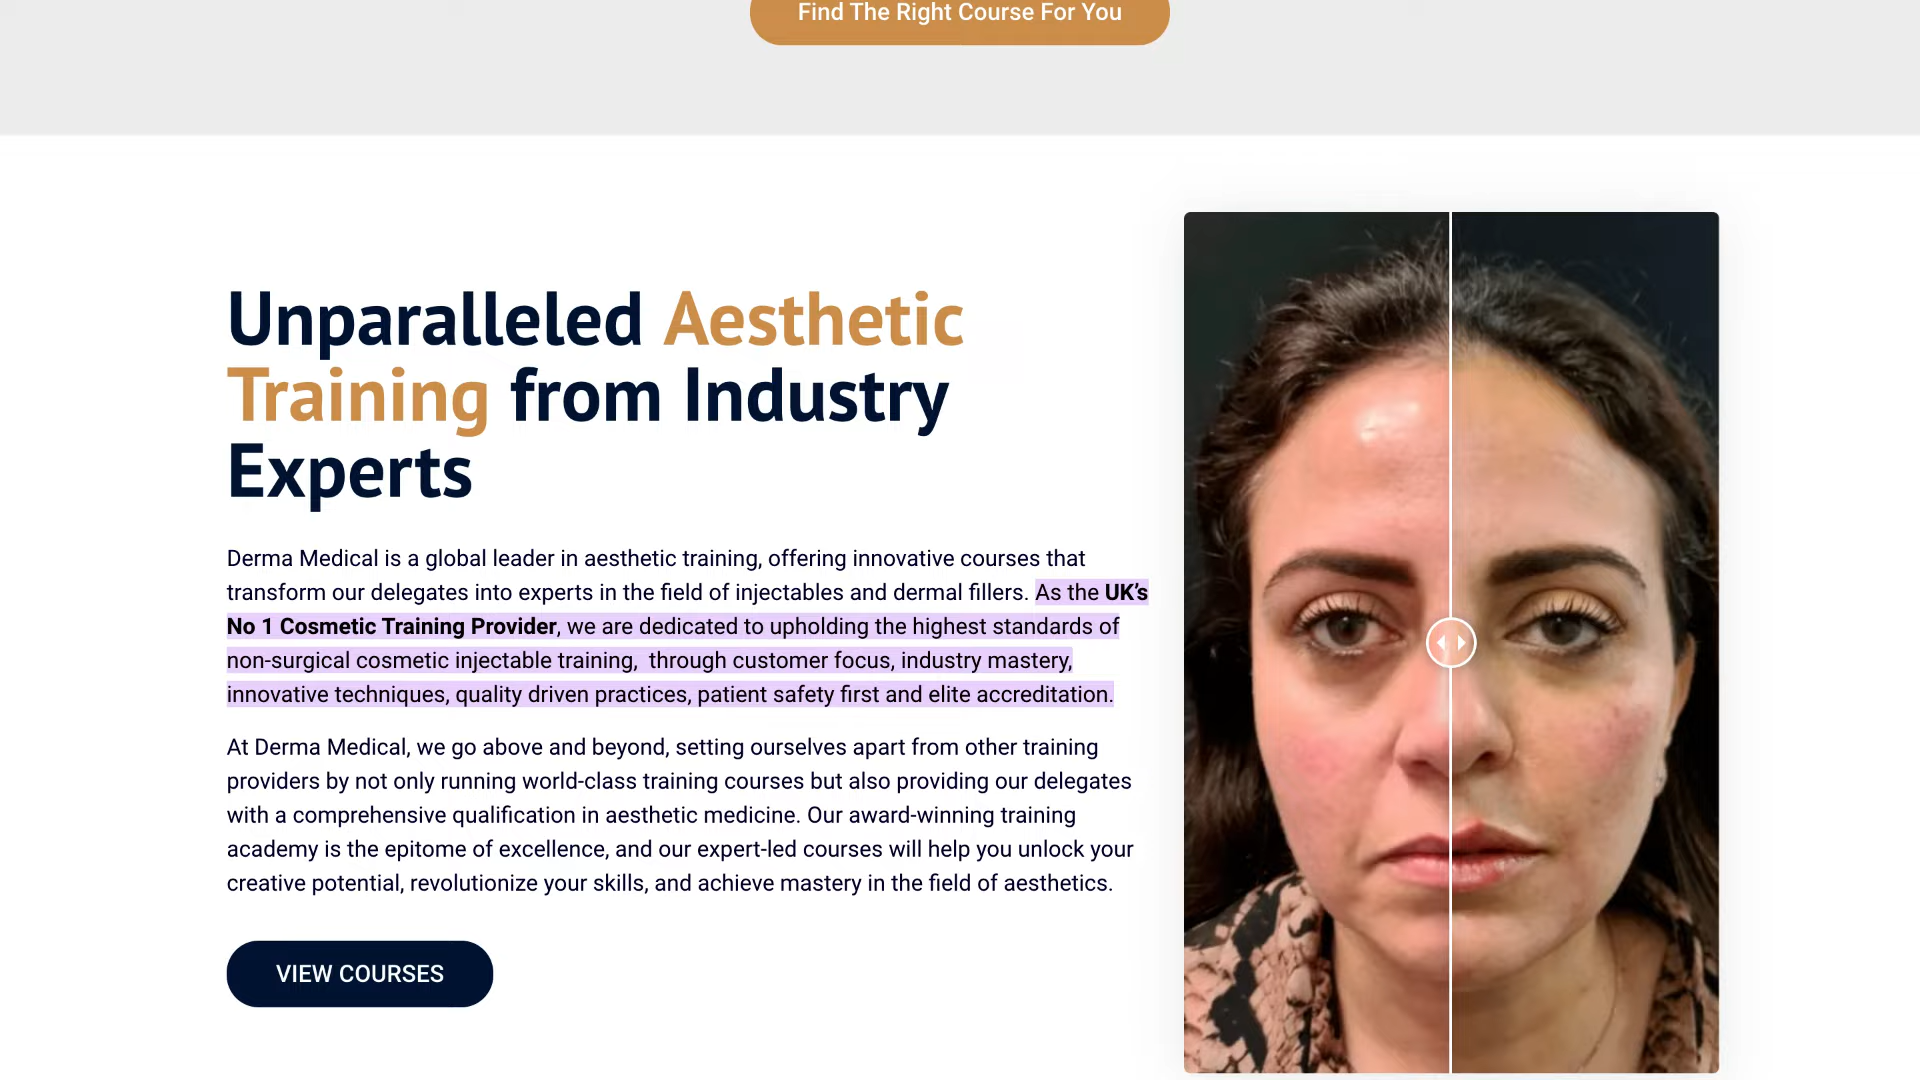 Find The Right Course For You
Unparalleled Aesthetic
Training from Industry
Experts
Derma Medical is a global leader in aesthetic training, offering innovative courses that
transform our delegates into experts in the field of injectables and dermal fillers. As the UK’s
No 1 Cosmetic Training Provider, we are dedicated to upholding the highest standards of
non-surgical cosmetic injectable training,  through customer focus, industry mastery,
innovative techniques, quality driven practices, patient safety first and elite accreditation.
At Derma Medical, we go above and beyond, setting ourselves apart from other training
providers by not only running world-class training courses but also providing our delegates
with a comprehensive qualification in aesthetic medicine. Our award-winning training
academy is the epitome of excellence, and our expert-led courses will help you unlock your
creative potential, revolutionize your skills, and achieve mastery in the field of aesthetics.
VIEW COURSES